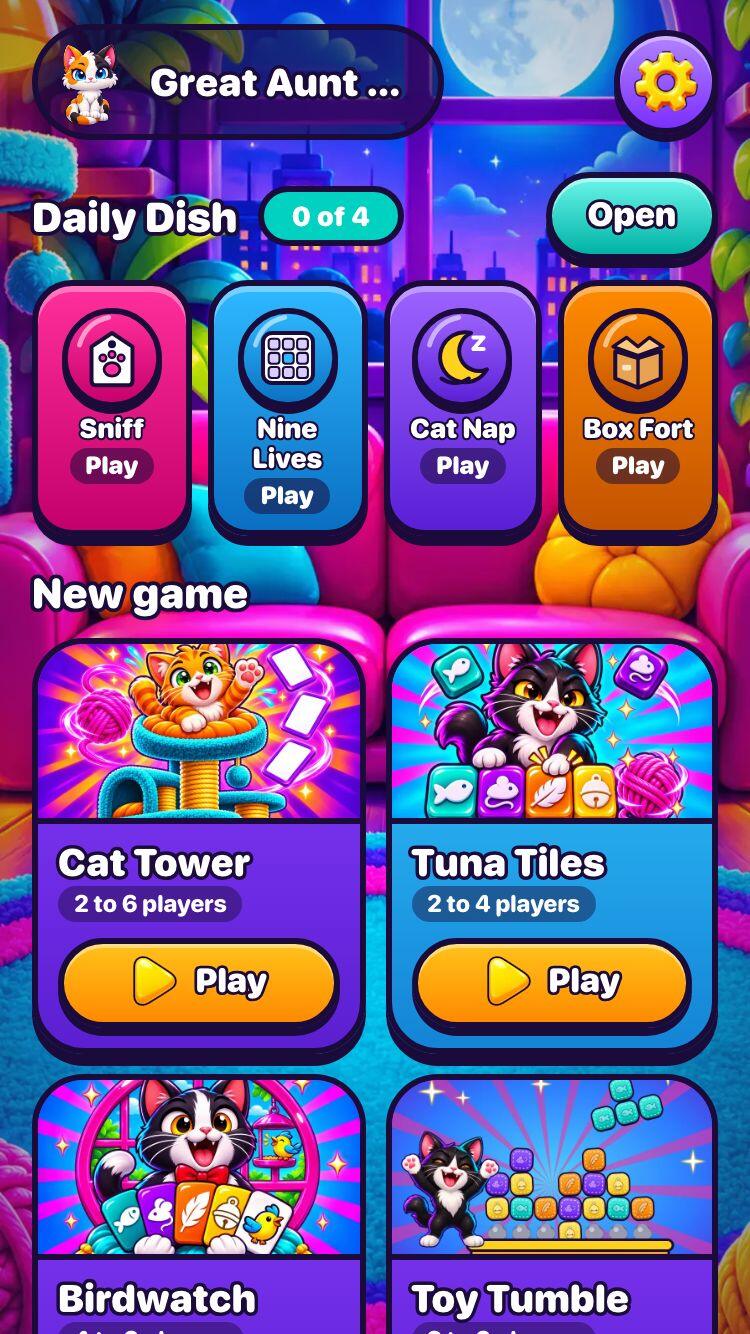 Great Aunt ...
Daily Dish
0 of 4
Open
Sniff
Play
Nine
Lives
Play
Cat Nap
Play
Box Fort
Play
New game
Cat Tower
2 to 6 players
Play
Tuna Tiles
2 to 4 players
Play
Birdwatch
Toy Tumble